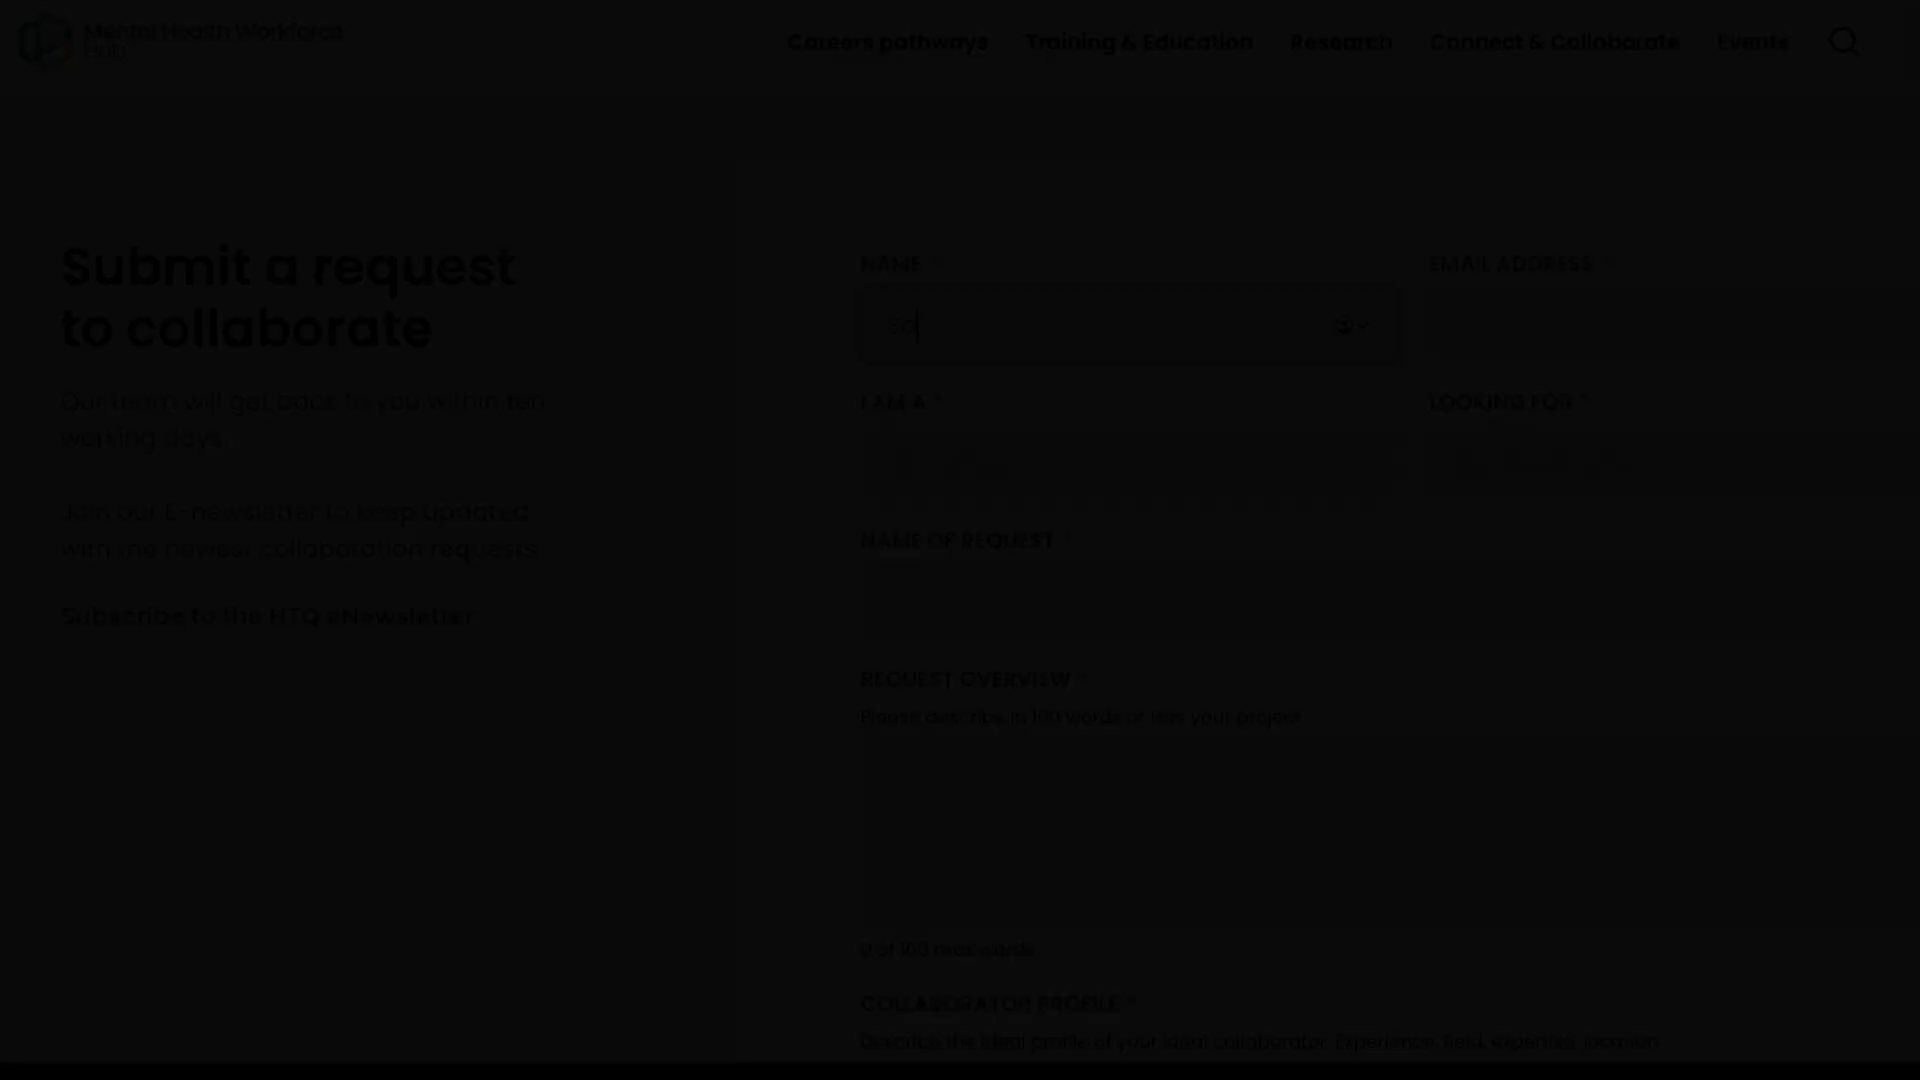 Mental Health Workforce
Hub
Careers pathways
Training & Education
Research
Connect & Collaborate
Events
Submit a request
to collaborate
Our team will get back to you within ten
working days.
Join our E-newsletter to keep updated
with the newest collaboration requests
Subscribe to the HTQ eNewsletter
NAME *
EMAIL ADDRESS *
I AM A *
LOOKING FOR *
NAME OF REQUEST *
REQUEST OVERVIEW
Please describe in 100 words or less your project
0 of 100 max words
COLLABORATOR PROFILE *
Describe the ideal profile of your ideal collaborator. Experience, field, expertise, location